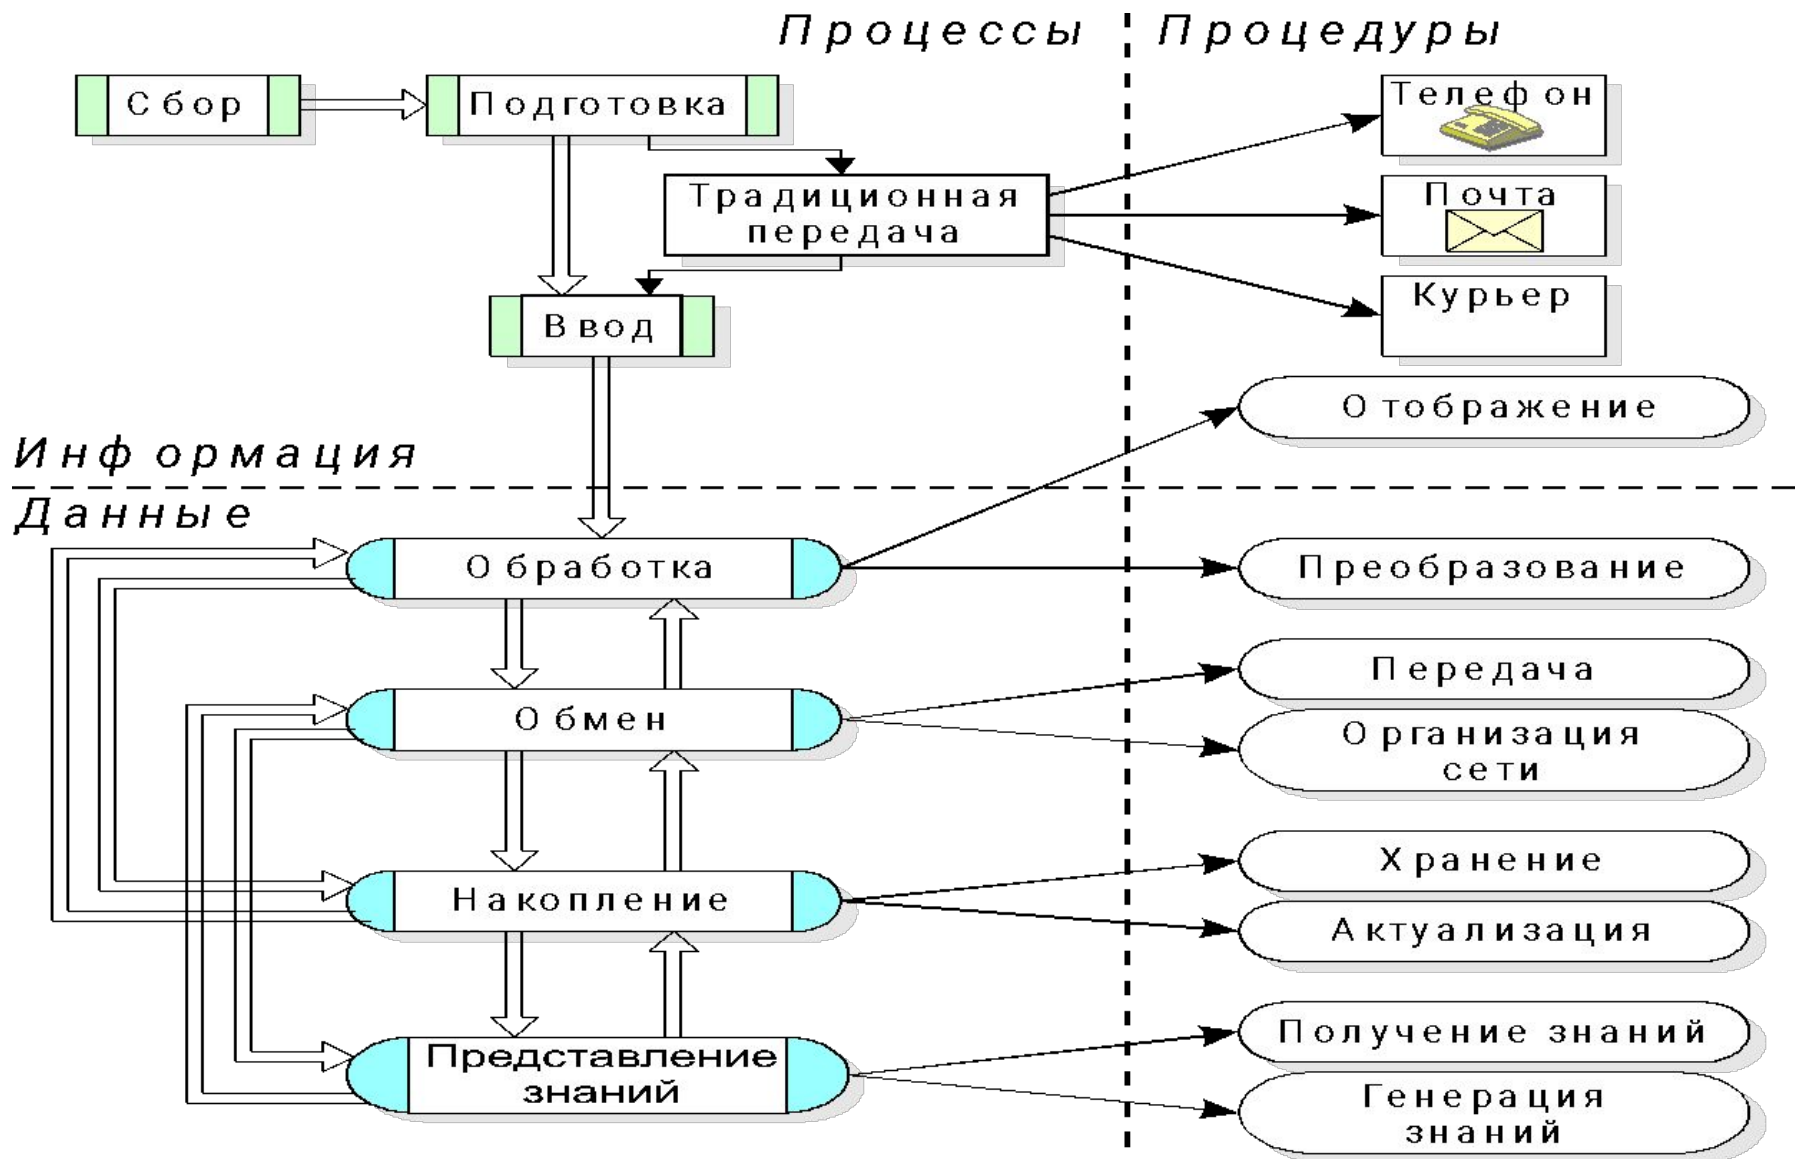 Процессы
Процедуры
Сбор
Подготовка
Телефон
Традиционная
передача
Почта
Курьер
Ввод
Отображение
Информация
Данные
Обработка
Преобразование
Передача
Обмен
Организация
сети
Хранение
Накопление
Актуализация
Получение знаний
Представление
знаний
Генерация
знаний